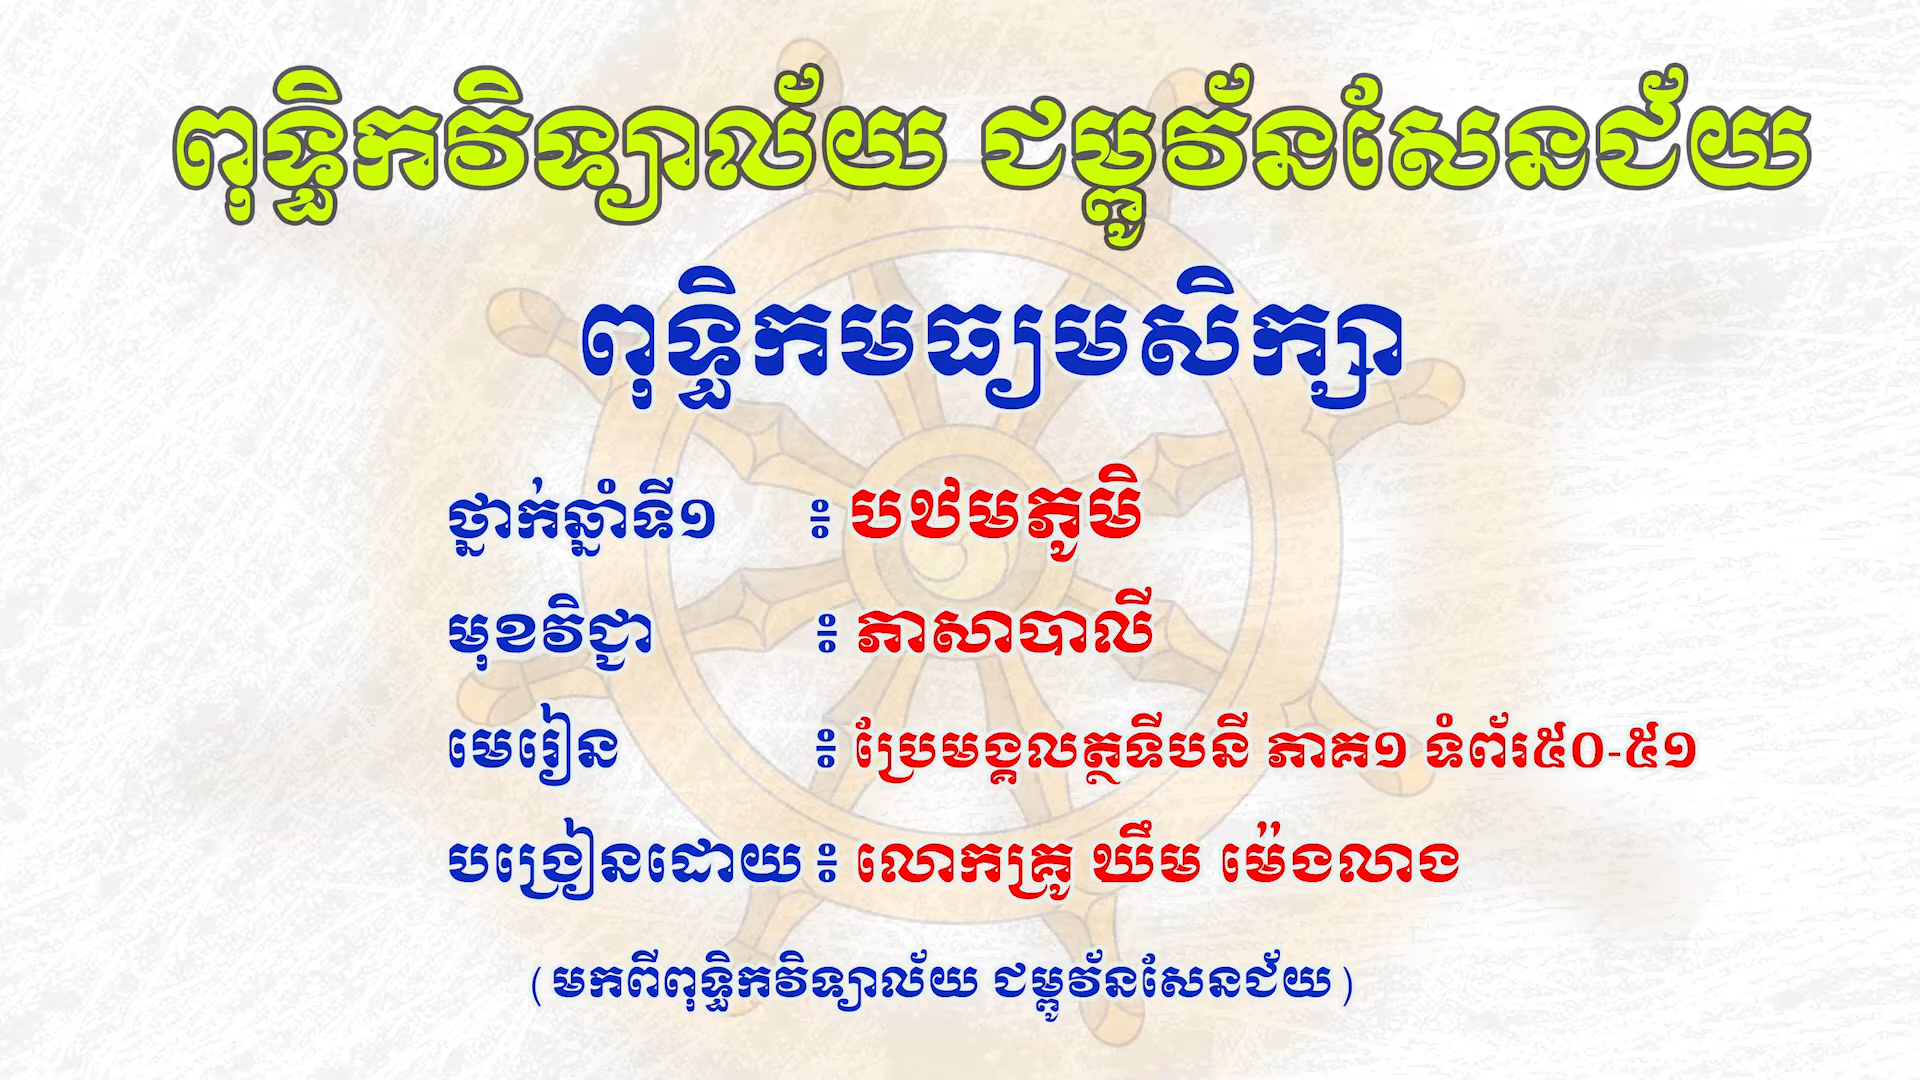 ពុទ្ធិកវិទ្យាល័យ ជម្ពូវ័នសែនជ័យ
ពុទ្ធិកមធ្យមសិក្សា
ថ្នាក់ឆ្នាំទី១ ៖ បឋមភូមិ
មុខវិជ្ជា ៖ ភាសាបាលី
មេរៀន ៖ ប្រែមង្គលត្ថទីបនី ភាគ១ ទំព័រ៥០-៥១
បង្រៀនដោយ ៖ លោកគ្រូ ឃឹម ម៉េងលាង
(មកពីពុទ្ធិកវិទ្យាល័យ ជម្ពូវ័នសែនជ័យ)